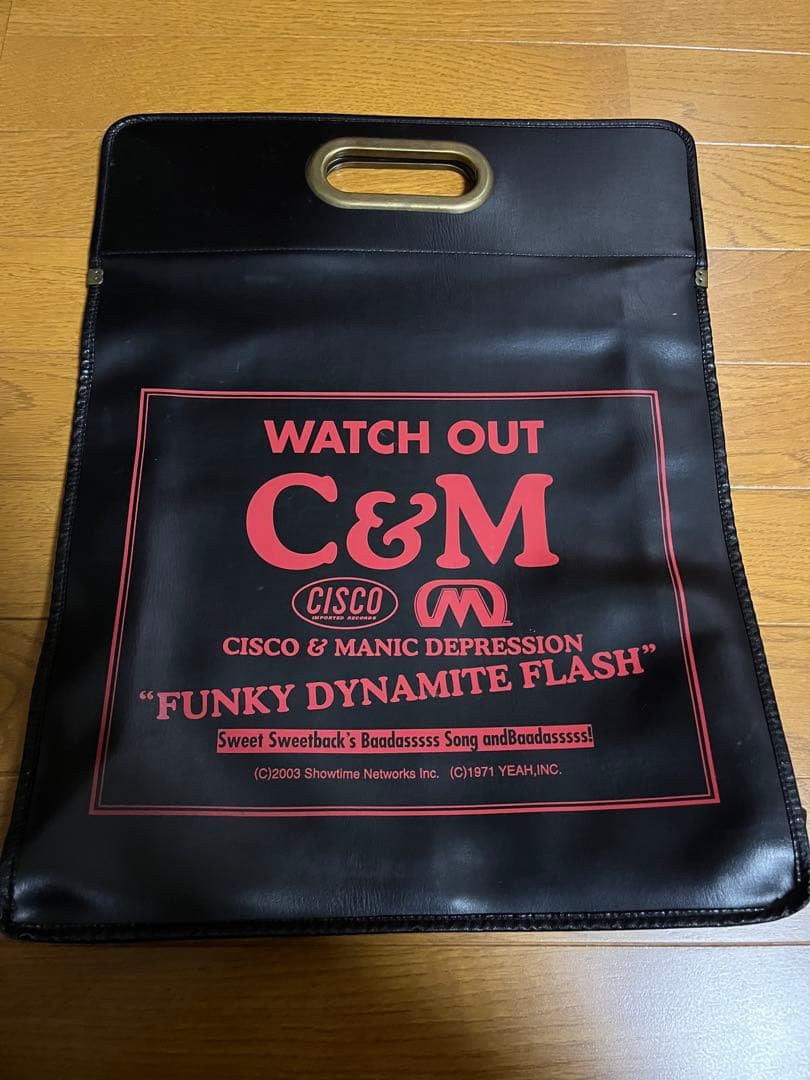 WATCH OUT
C&M
CISCO
IMPORTED RECORDS
CISCO & MANIC DEPRESSION
"FUNKY DYNAMITE FLASH"
Sweet Sweetback's Baadasssss Song andBaadasssss!
(C)2003 Showtime Networks Inc. (C)1971 YEAH,INC.